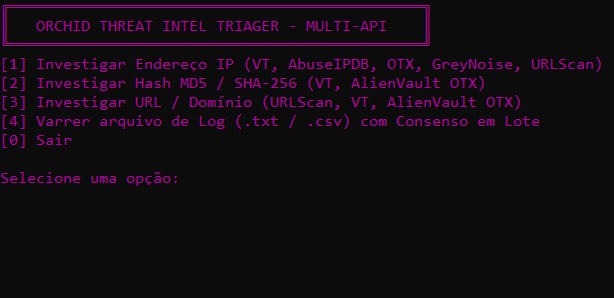 ORCHID THREAT INTEL TRIAGER - MULTI-API
[1] Investigar Endereço IP (VT, AbuseIPDB, OTX, GreyNoise, URLScan)
[2] Investigar Hash MD5 / SHA-256 (VT, AlienVault OTX)
[3] Investigar URL / Domínio (URLScan, VT, AlienVault OTX)
[4] Varrer arquivo de Log (.txt / .csv) com Consenso em Lote
[0] Sair
Selecione uma opção: